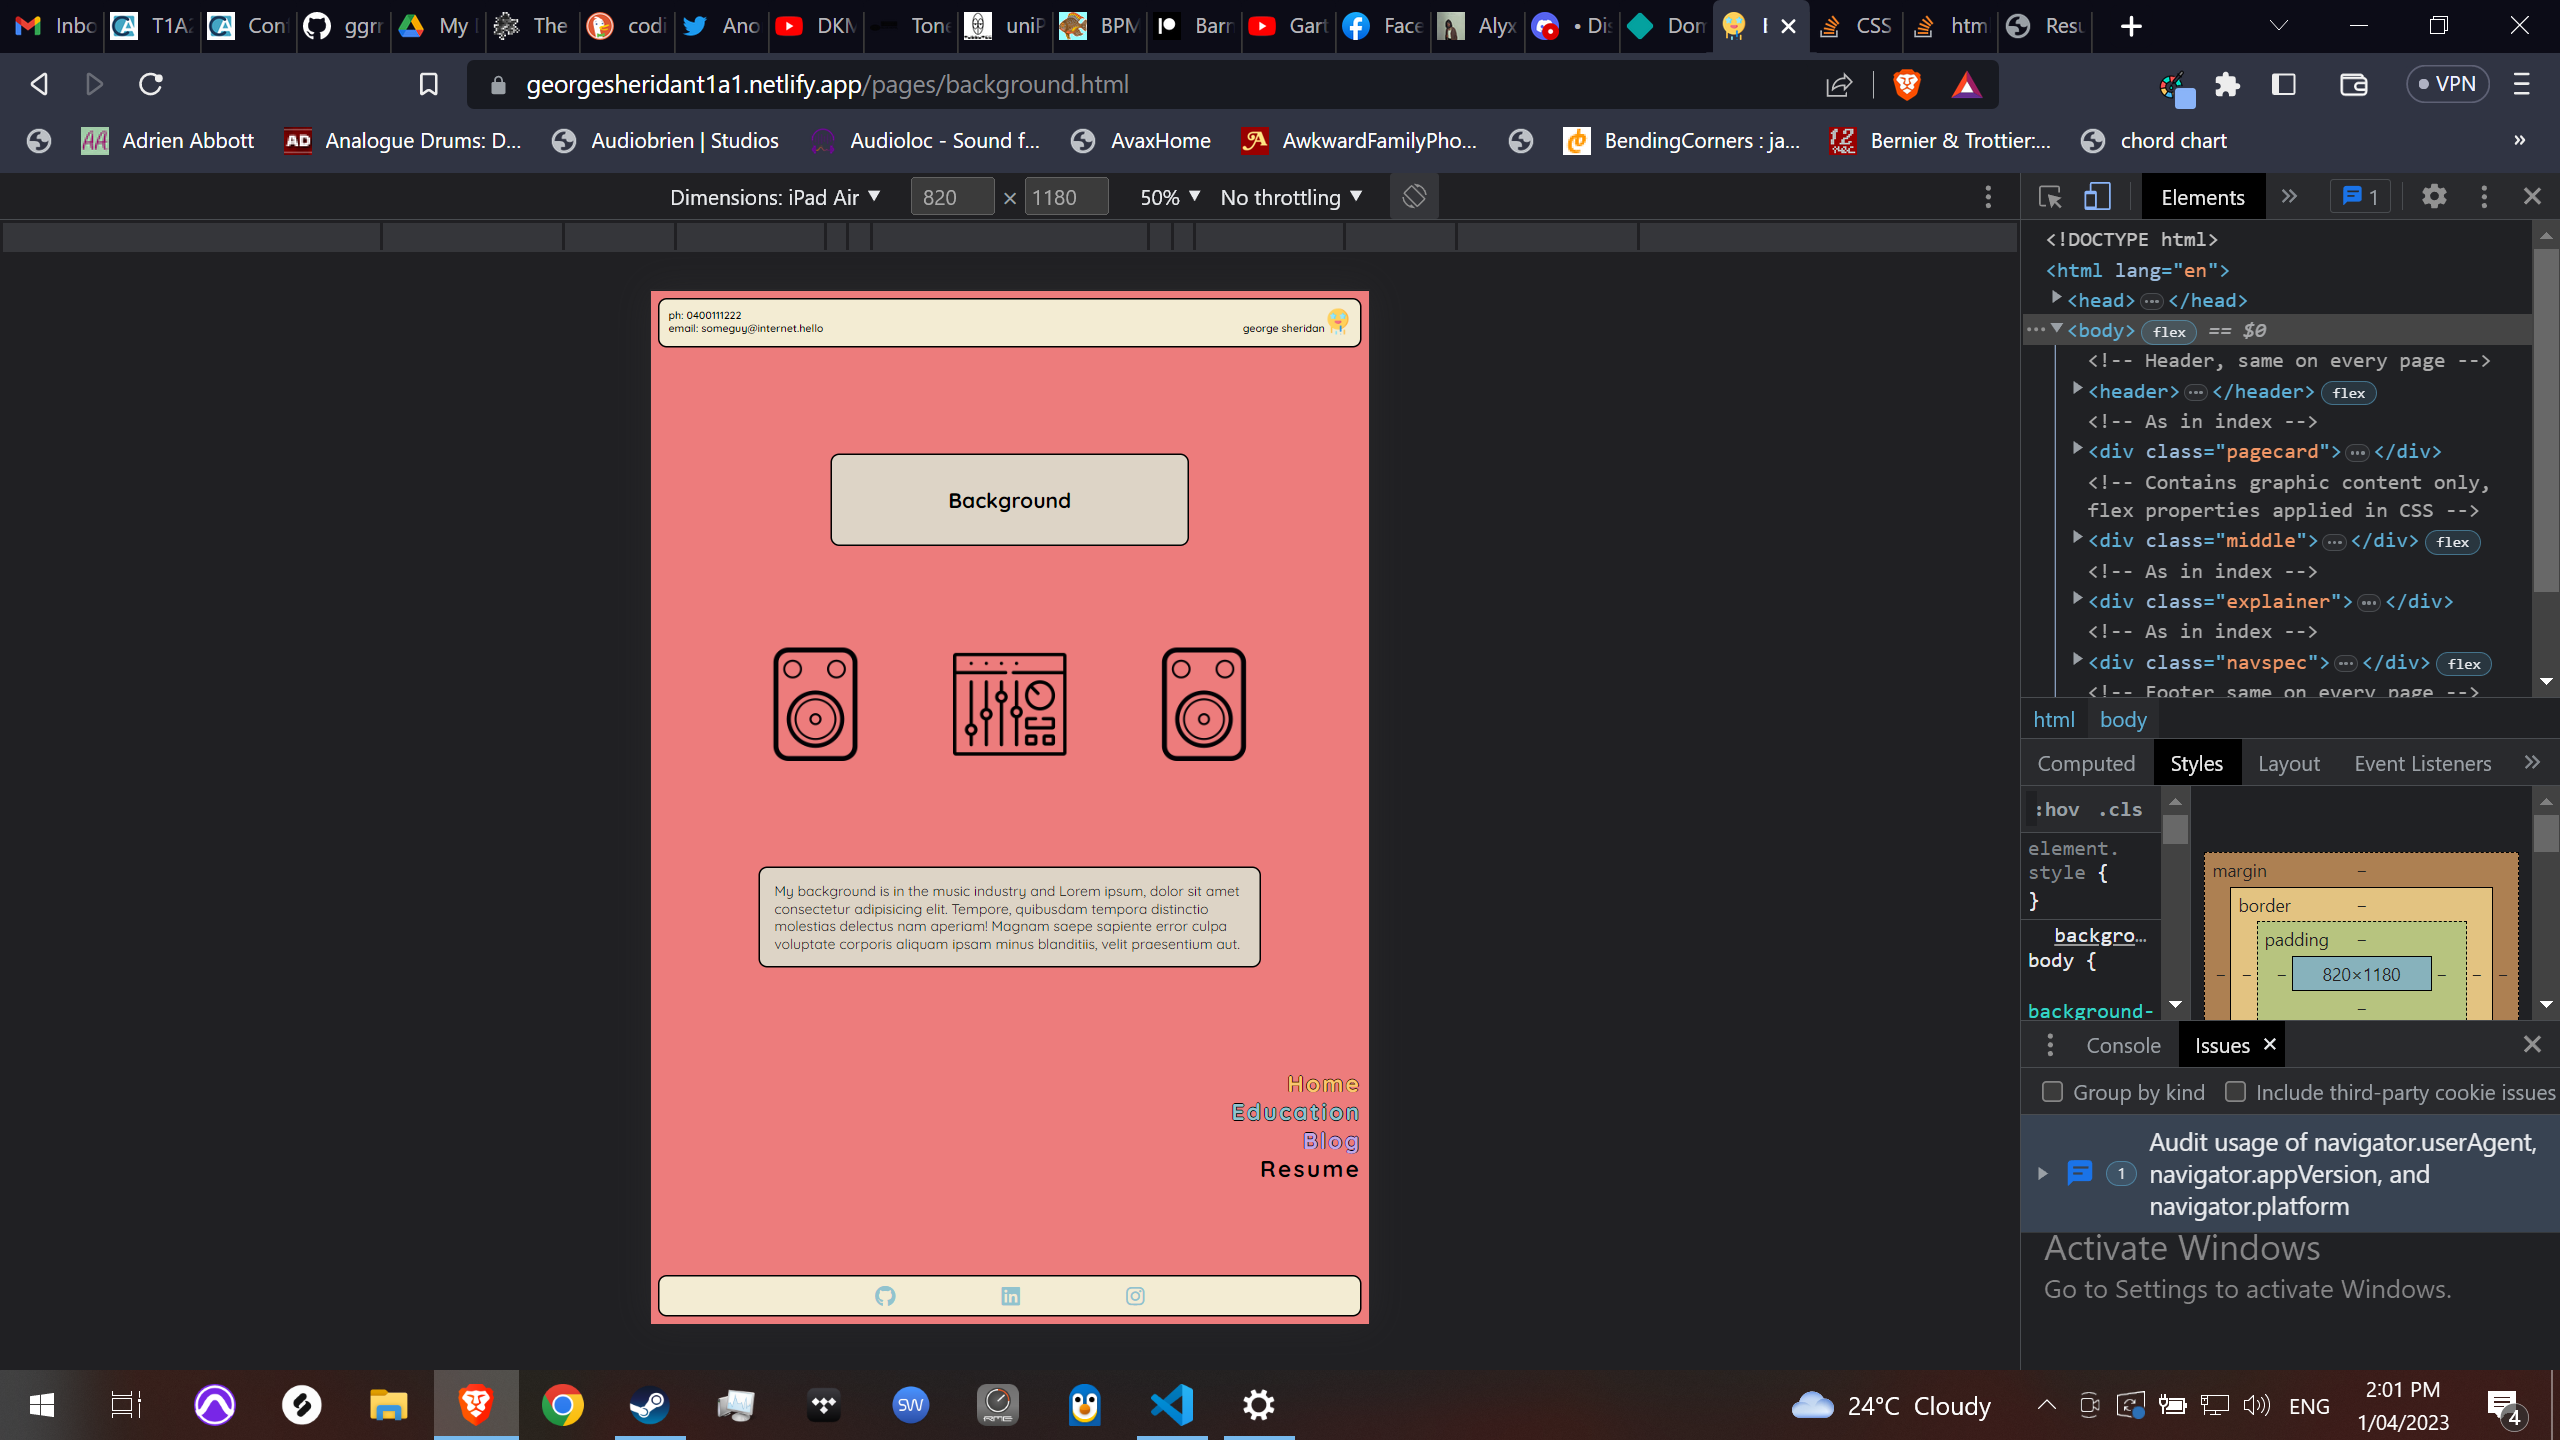 Inbo
T1A2
Cont
ggrr
My
The
codi
Ano
DKM
Tone
uniP
BPM
Barr
Gart
Face
Alyx
• Dis
Dom
CSS
html
Resu
georgesheridant1a1.netlify.app/pages/background.html
VPN
Adrien Abbott
Analogue Drums: D...
Audiobrien | Studios
Audioloc - Sound f...
AvaxHome
AwkwardFamilyPho...
BendingCorners : ja...
Bernier & Trottier:...
chord chart
»
Dimensions: iPad Air
820 × 1180
50%
No throttling
Elements
1
ph: 0400111222
email: someguy@internet.hello
george sheridan
Background
My background is in the music industry and Lorem ipsum, dolor sit amet
consectetur adipisicing elit. Tempore, quibusdam tempora distinctio
molestias delectus nam aperiam! Magnam saepe sapiente error culpa
voluptate corporis aliquam ipsam minus blanditiis, velit praesentium aut.
Home
Education
Blog
Resume
<!DOCTYPE html>
<html lang="en">
<head>…</head>
<body> flex == $0
<!-- Header, same on every page -->
<header>…</header> flex
<!-- As in index -->
<div class="pagecard">…</div>
<!-- Contains graphic content only,
flex properties applied in CSS -->
<div class="middle">…</div> flex
<!-- As in index -->
<div class="explainer">…</div>
<!-- As in index -->
<div class="navspec">…</div> flex
<!-- Footer same on every page -->
html body
Computed
Styles
Layout
Event Listeners
:hov .cls
element.
style {
}
backgro…
body {
background-
margin –
border –
padding –
820×1180
Console
Issues
Group by kind
Include third-party cookie issues
1
Audit usage of navigator.userAgent,
navigator.appVersion, and
navigator.platform
Activate Windows
Go to Settings to activate Windows.
SW
RME
24°C Cloudy
ENG
2:01 PM
1/04/2023
4